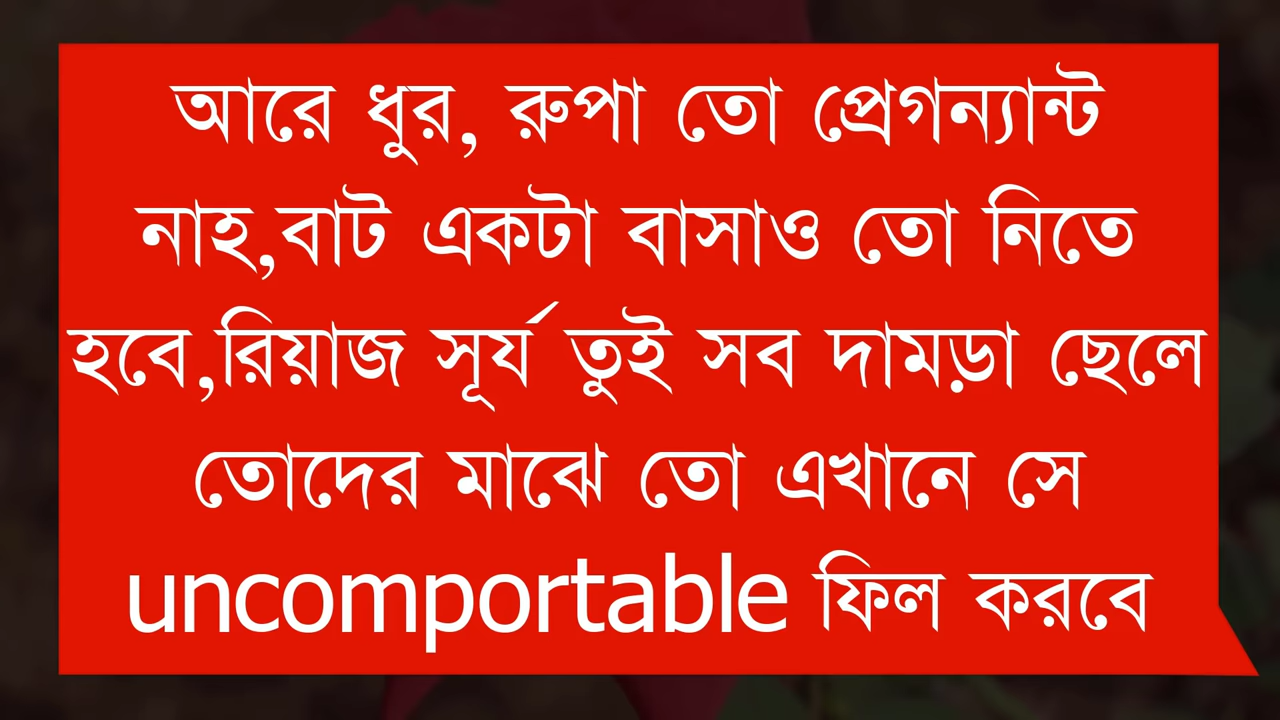 আরে ধুর, রুপা তো প্রেগন্যান্ট
নাহ,বাট একটা বাসাও তো নিতে
হবে,রিয়াজ সূর্য তুই সব দামড়া ছেলে
তোদের মাঝে তো এখানে সে
uncomportable ফিল করবে